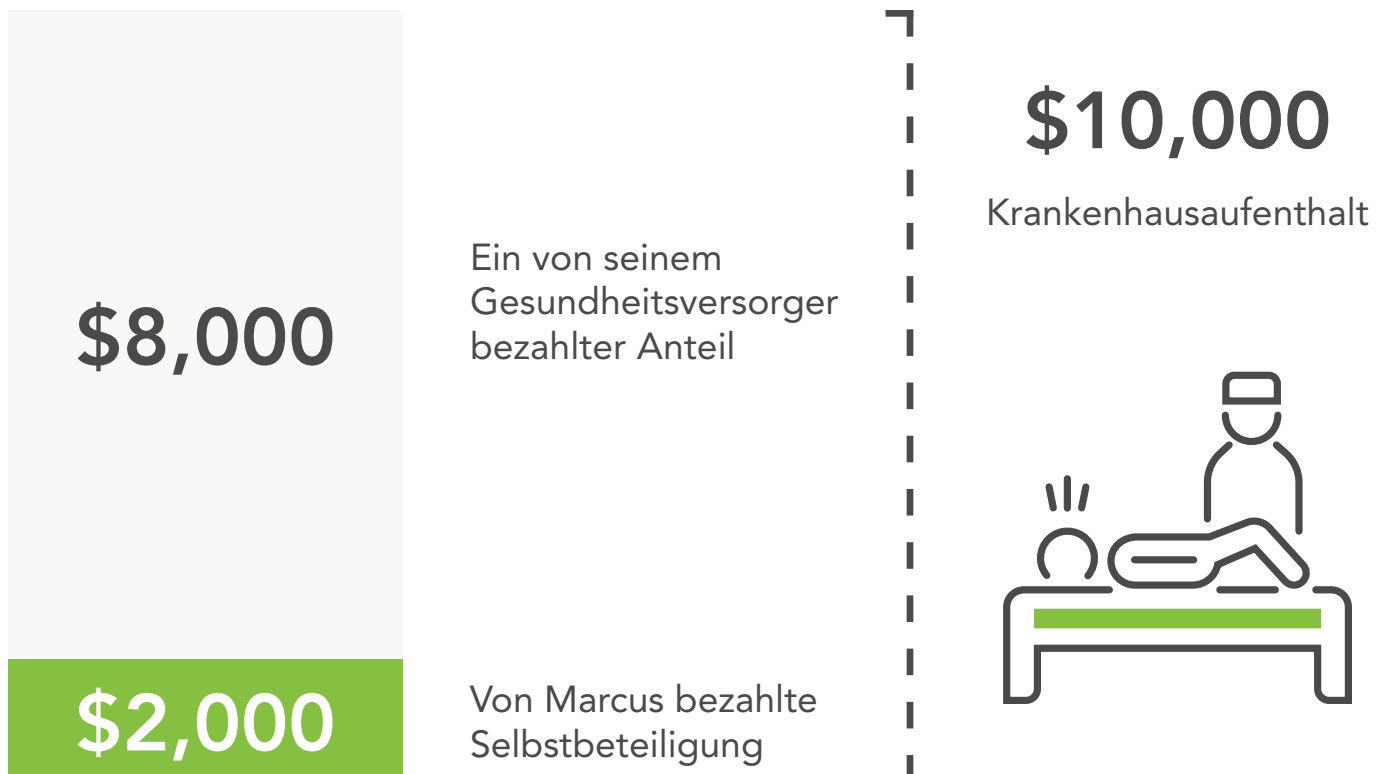 $8,000
Ein von seinem
Gesundheitsversorger
bezahlter Anteil
$2,000
Von Marcus bezahlte
Selbstbeteiligung
$10,000
Krankenhausaufenthalt